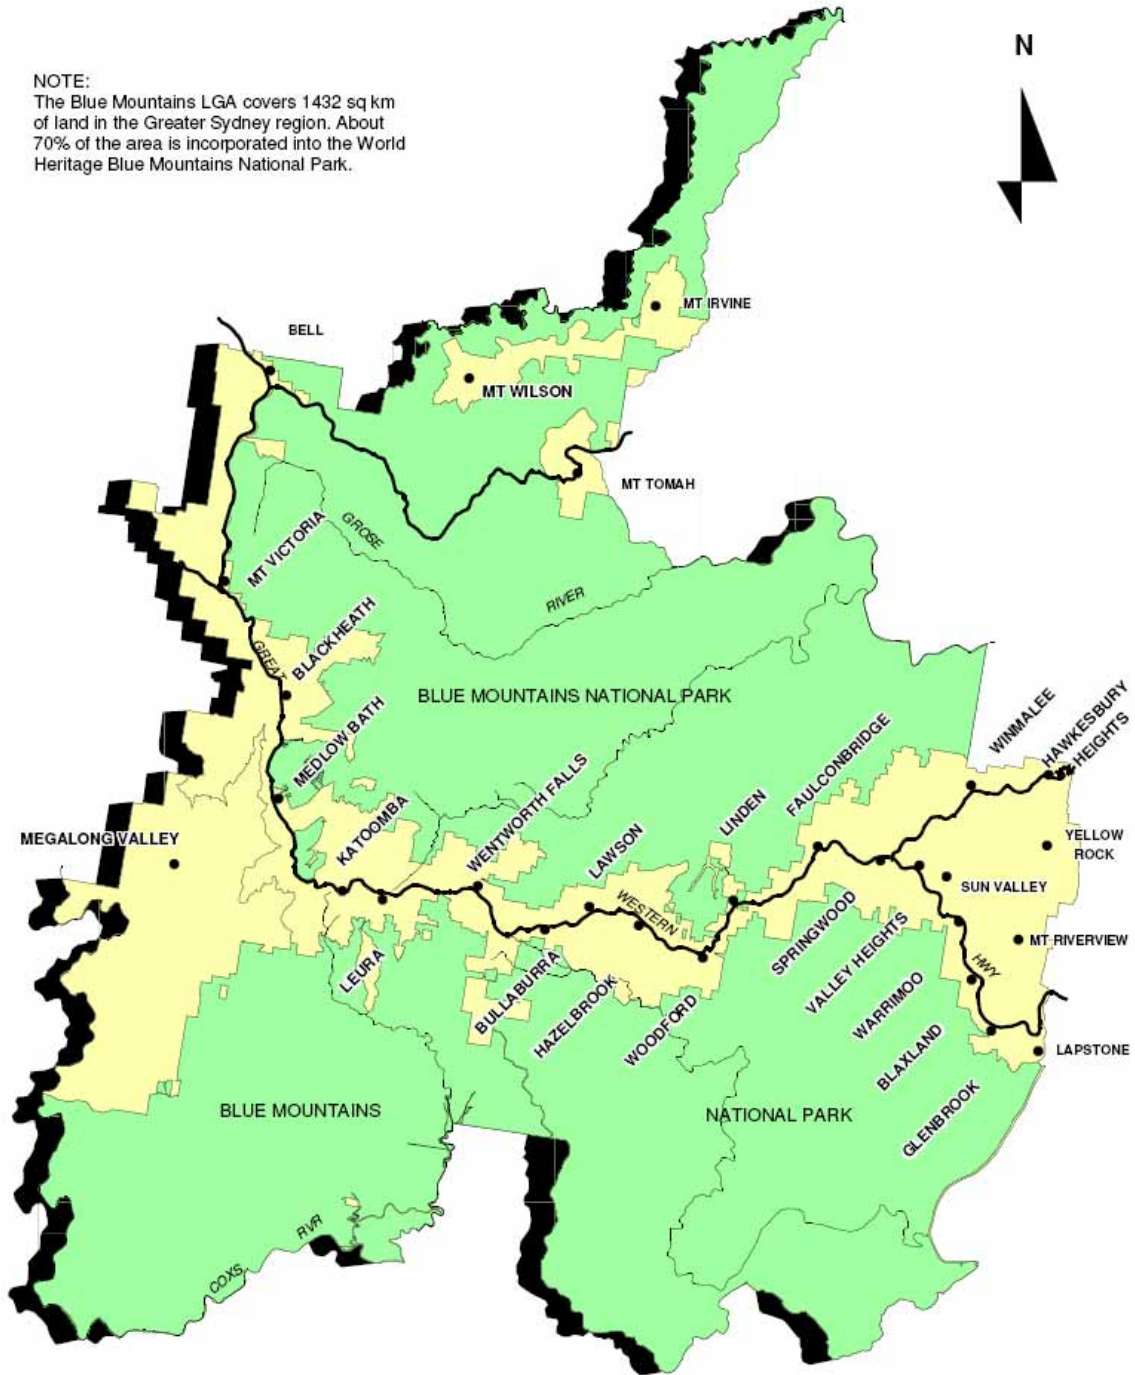 N
NOTE:
The Blue Mountains LGA covers 1432 sq km
of land in the Greater Sydney region. About
70% of the area is incorporated into the World
Heritage Blue Mountains National Park.
MT IRVINE
BELL
MT WILSON
MT TOMAH
MT VICTORIA
GROSE
RIVER
BLACKHEATH
GREAT
BLUE MOUNTAINS NATIONAL PARK
MEDLOW BATH
WINMALEE
HAWKESBURY
HEIGHTS
FAULCONBRIDGE
WENTWORTH FALLS
LINDEN
KATOOMBA
LAWSON
MEGALONG VALLEY
YELLOW
ROCK
SUN VALLEY
WESTERN
SPRINGWOOD
VALLEY HEIGHTS
MT RIVERVIEW
HWY
LEURA
BULLABURRA
HAZELBROOK
WOODFORD
WARRIMOO
BLAXLAND
LAPSTONE
GLENBROOK
BLUE MOUNTAINS
NATIONAL PARK
COXS
RVR